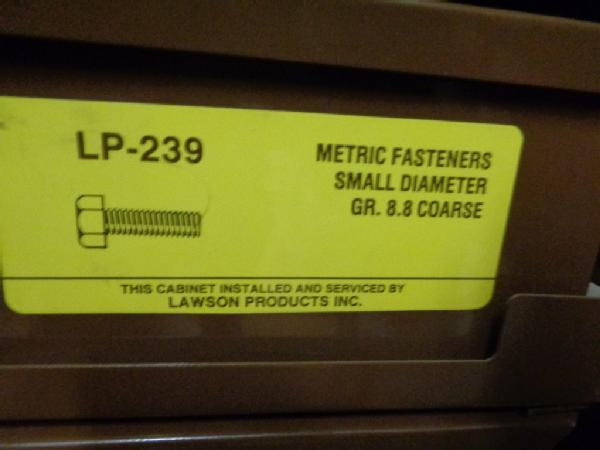 LP-239
METRIC FASTENERS
SMALL DIAMETER
GR. 8.8 COARSE
THIS CABINET INSTALLED AND SERVICED BY
LAWSON PRODUCTS INC.